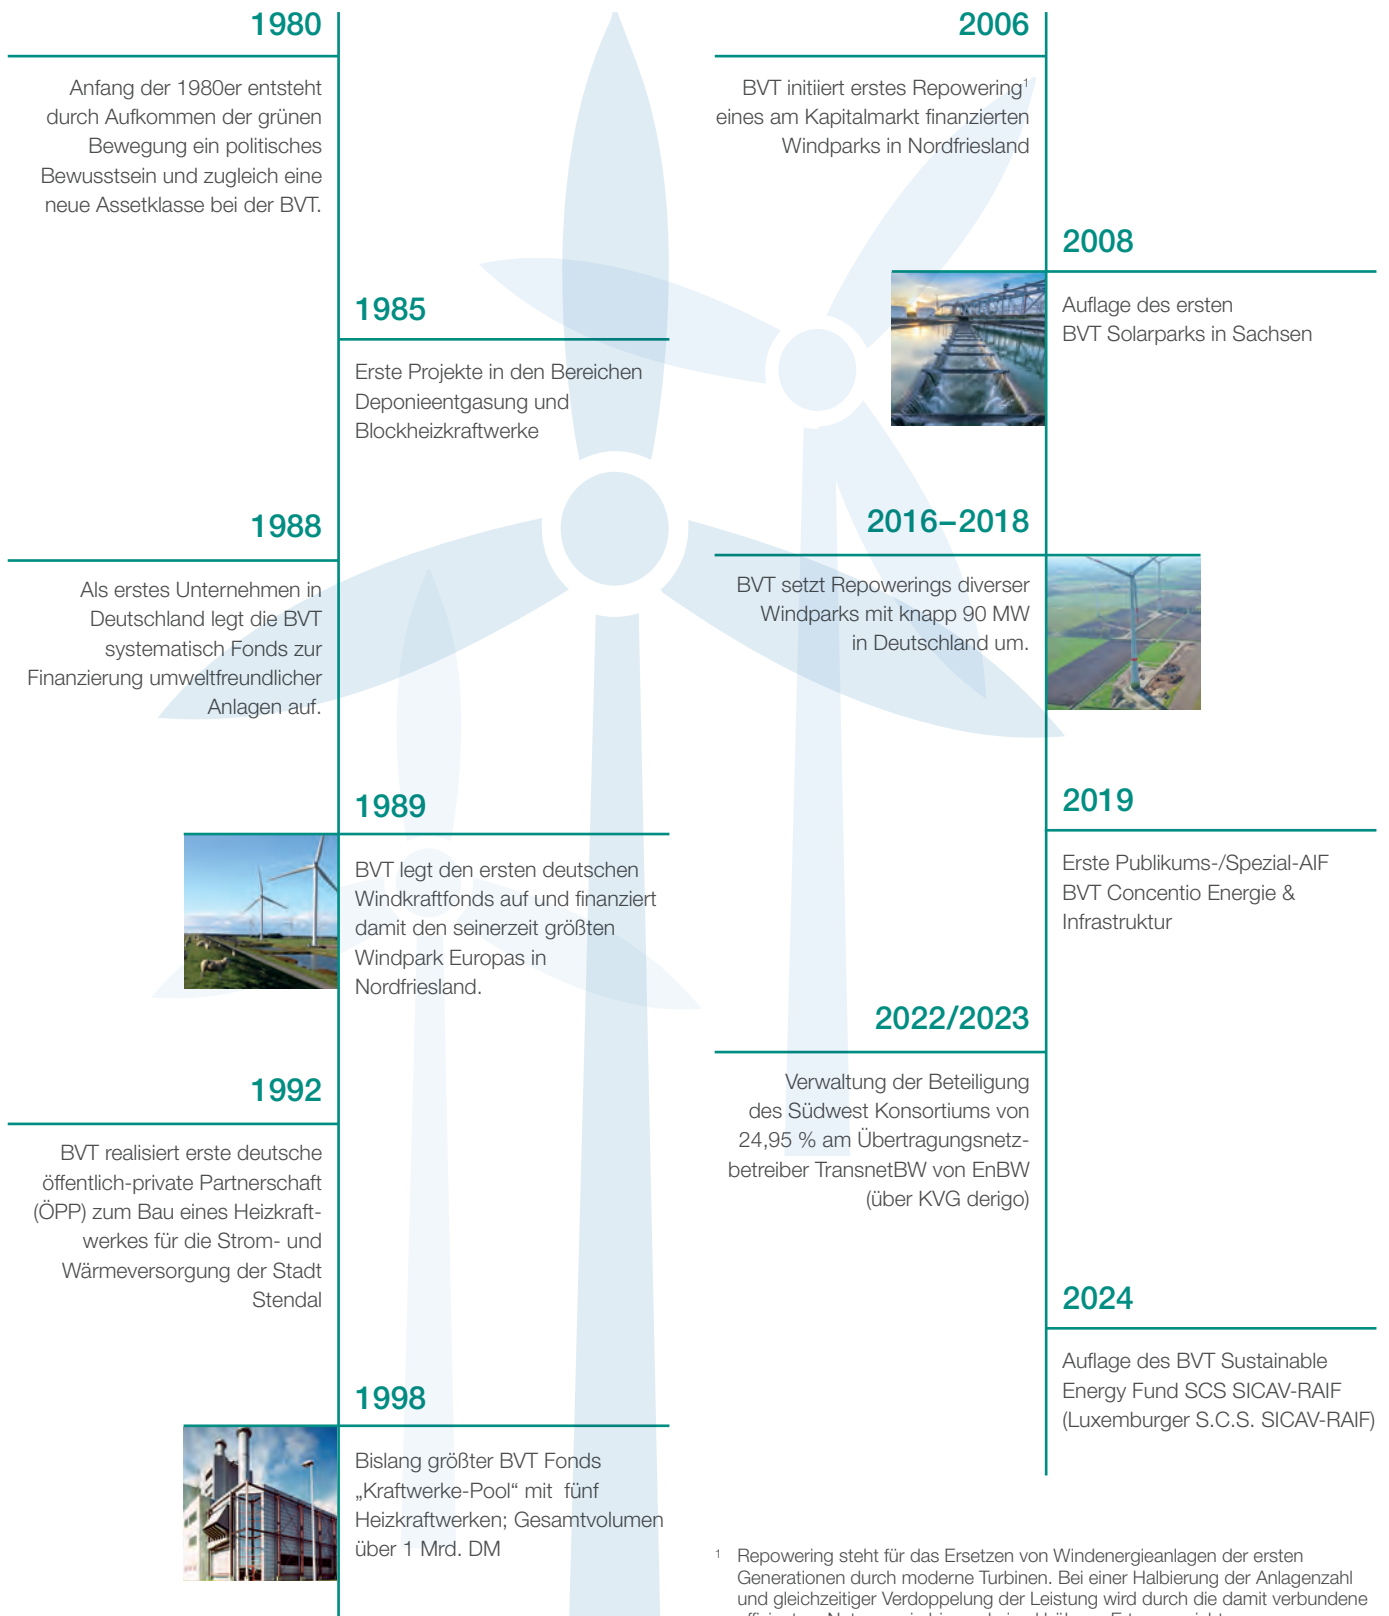 1980
Anfang der 1980er entsteht
durch Aufkommen der grünen
Bewegung ein politisches
Bewusstsein und zugleich eine
neue Assetklasse bei der BVT.
1985
Erste Projekte in den Bereichen
Deponieentgasung und
Blockheizkraftwerke
1988
Als erstes Unternehmen in
Deutschland legt die BVT
systematisch Fonds zur
Finanzierung umweltfreundlicher
Anlagen auf.
1989
BVT legt den ersten deutschen
Windkraftfonds auf und finanziert
damit den seinerzeit größten
Windpark Europas in
Nordfriesland.
1992
BVT realisiert erste deutsche
öffentlich-private Partnerschaft
(ÖPP) zum Bau eines Heizkraft-
werkes für die Strom- und
Wärmeversorgung der Stadt
Stendal
1998
Bislang größter BVT Fonds
„Kraftwerke-Pool“ mit fünf
Heizkraftwerken; Gesamtvolumen
über 1 Mrd. DM
2006
BVT initiiert erstes Repowering¹
eines am Kapitalmarkt finanzierten
Windparks in Nordfriesland
2008
Auflage des ersten
BVT Solarparks in Sachsen
2016–2018
BVT setzt Repowerings diverser
Windparks mit knapp 90 MW
in Deutschland um.
2019
Erste Publikums-/Spezial-AIF
BVT Concentio Energie &
Infrastruktur
2022/2023
Verwaltung der Beteiligung
des Südwest Konsortiums von
24,95 % am Übertragungsnetz-
betreiber TransnetBW von EnBW
(über KVG derigo)
2024
Auflage des BVT Sustainable
Energy Fund SCS SICAV-RAIF
(Luxemburger S.C.S. SICAV-RAIF)
¹ Repowering steht für das Ersetzen von Windenergieanlagen der ersten
Generationen durch moderne Turbinen. Bei einer Halbierung der Anlagenzahl
und gleichzeitiger Verdoppelung der Leistung wird durch die damit verbundene